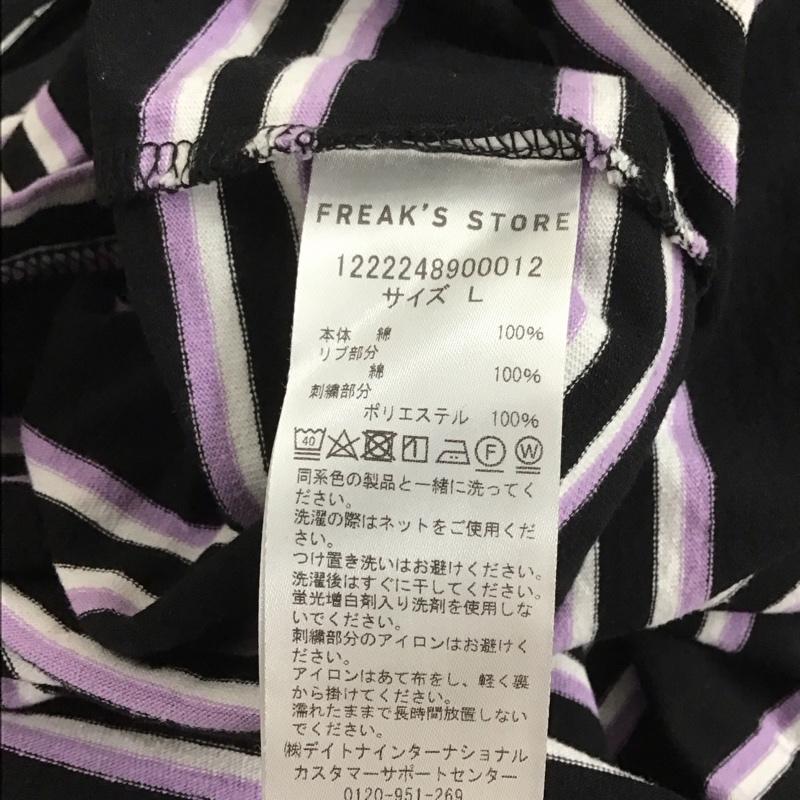 FREAK'S STORE
1222248900012
サイズ L
本体 綿 100%
リブ部分
綿 100%
刺繍部分
ポリエステル 100%
40 F W
同系色の製品と一緒に洗ってく
ださい。
洗濯の際はネットをご使用くだ
さい。
つけ置き洗いはお避けください。
洗濯後はすぐに干してください。
蛍光増白剤入り洗剤を使用しな
いでください。
刺繍部分のアイロンはお避けく
ださい。
アイロンはあて布をし、軽く裏
から掛けてください。
濡れたままで長時間放置しない
でください。
㈱デイトナインターナショナル
カスタマーサポートセンター
0120-951-269